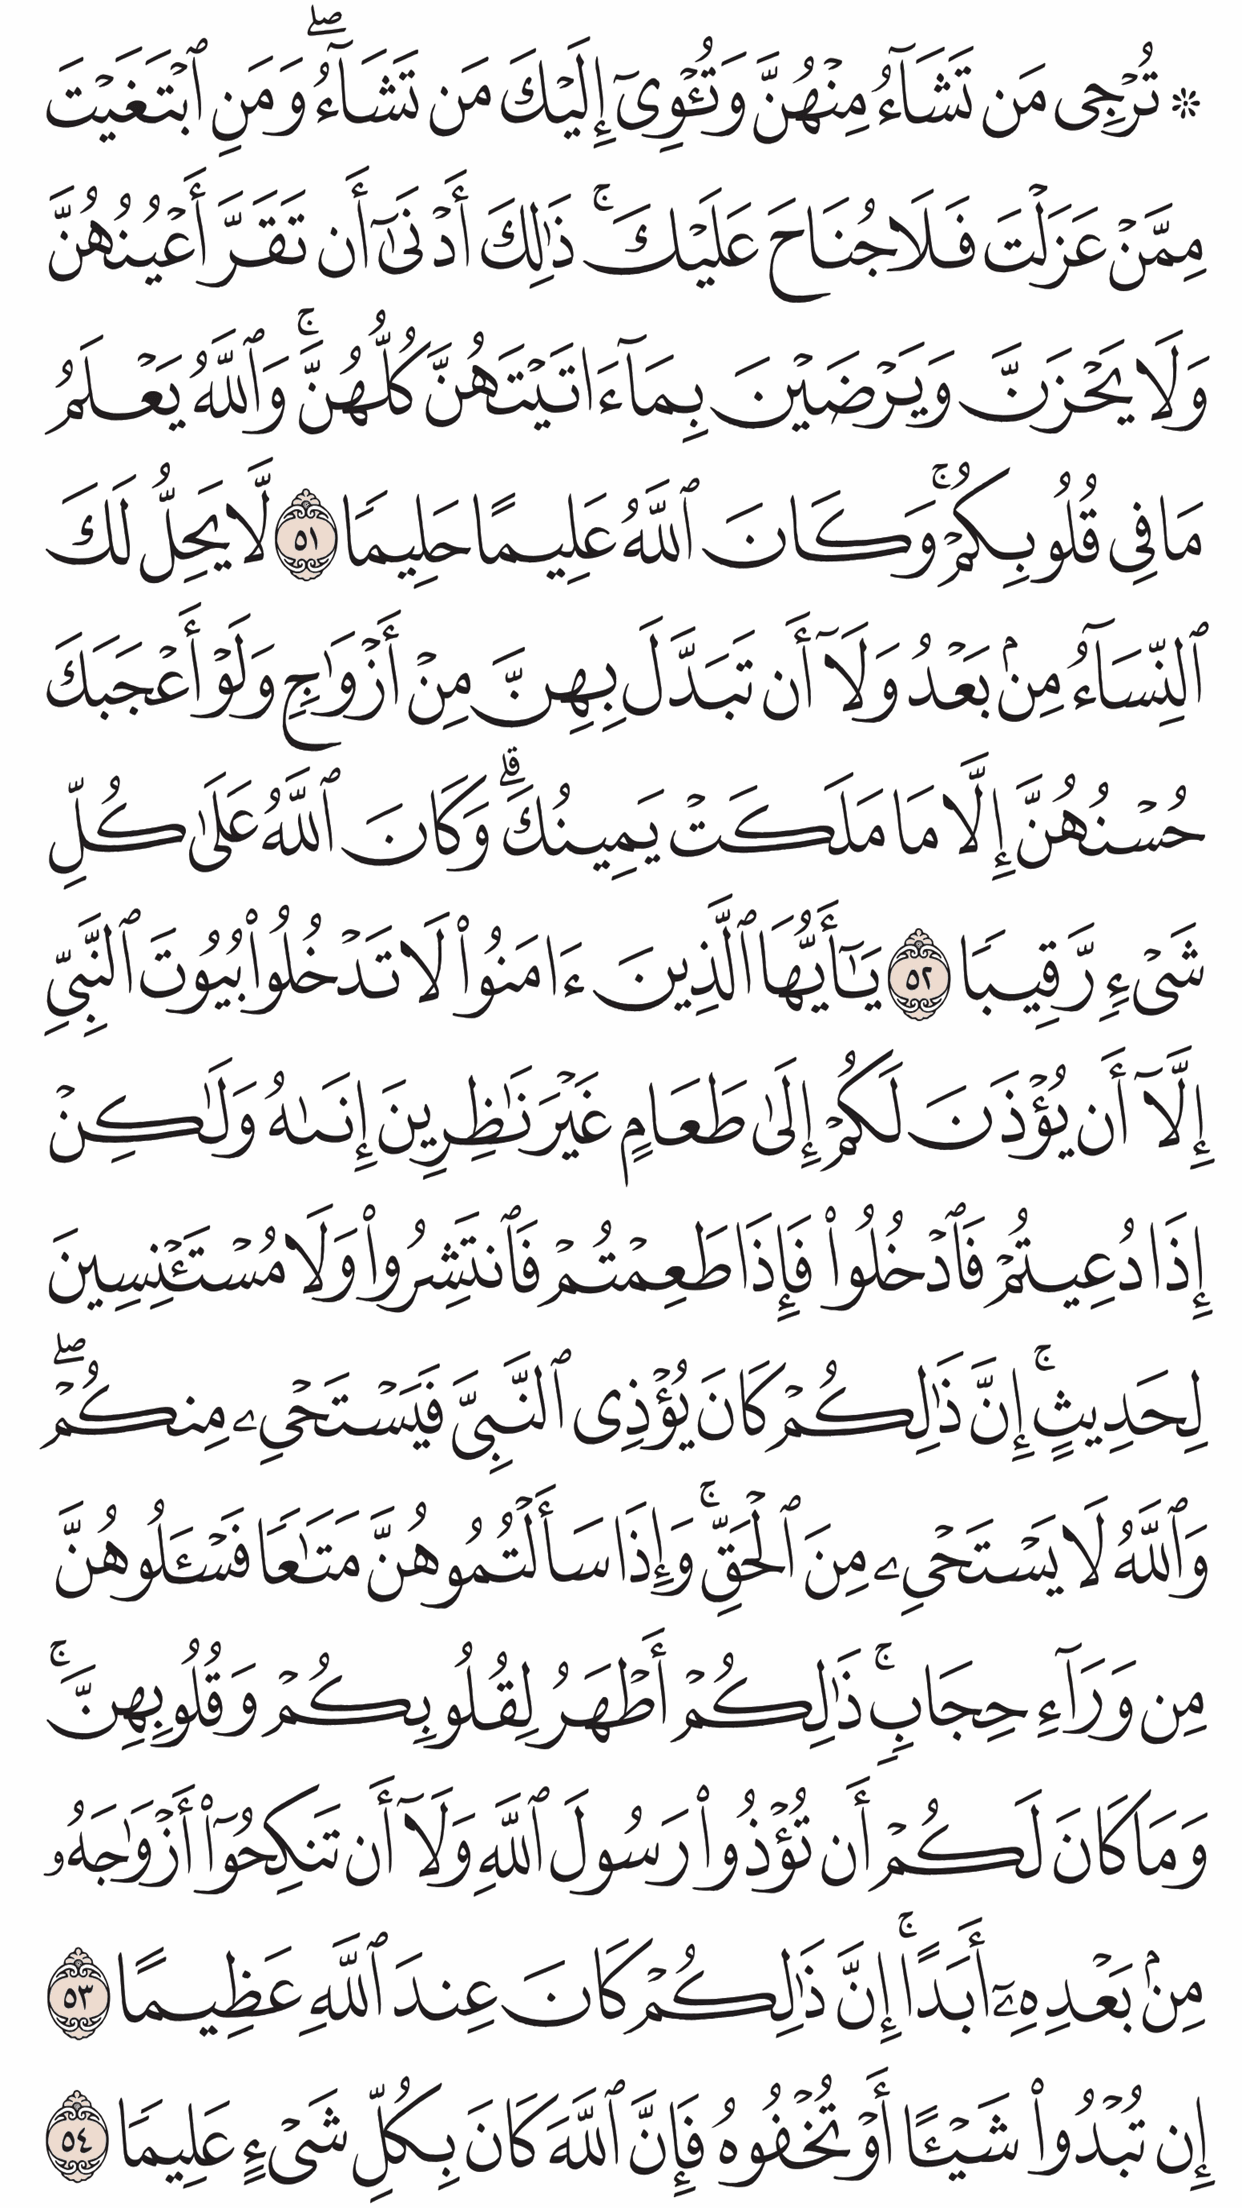 ۞ تُرْجِى مَن تَشَآءُ مِنْهُنَّ وَتُـْٔوِىٓ إِلَيْكَ مَن تَشَآءُ ۖ وَمَنِ ٱبْتَغَيْتَ
مِمَّنْ عَزَلْتَ فَلَا جُنَاحَ عَلَيْكَ ۚ ذَٰلِكَ أَدْنَىٰٓ أَن تَقَرَّ أَعْيُنُهُنَّ
وَلَا يَحْزَنَّ وَيَرْضَيْنَ بِمَآ ءَاتَيْتَهُنَّ كُلُّهُنَّ ۚ وَٱللَّهُ يَعْلَمُ
مَا فِى قُلُوبِكُمْ ۚ وَكَانَ ٱللَّهُ عَلِيمًا حَلِيمًا ٥١ لَّا يَحِلُّ لَكَ
ٱلنِّسَآءُ مِنۢ بَعْدُ وَلَآ أَن تَبَدَّلَ بِهِنَّ مِنْ أَزْوَٰجٍ وَلَوْ أَعْجَبَكَ
حُسْنُهُنَّ إِلَّا مَا مَلَكَتْ يَمِينُكَ ۗ وَكَانَ ٱللَّهُ عَلَىٰ كُلِّ
شَىْءٍ رَّقِيبًا ٥٢ يَـٰٓأَيُّهَا ٱلَّذِينَ ءَامَنُوا۟ لَا تَدْخُلُوا۟ بُيُوتَ ٱلنَّبِىِّ
إِلَّآ أَن يُؤْذَنَ لَكُمْ إِلَىٰ طَعَامٍ غَيْرَ نَـٰظِرِينَ إِنَىٰهُ وَلَـٰكِنْ
إِذَا دُعِيتُمْ فَٱدْخُلُوا۟ فَإِذَا طَعِمْتُمْ فَٱنتَشِرُوا۟ وَلَا مُسْتَـْٔنِسِينَ
لِحَدِيثٍ ۚ إِنَّ ذَٰلِكُمْ كَانَ يُؤْذِى ٱلنَّبِىَّ فَيَسْتَحْىِۦ مِنكُمْ ۖ
وَٱللَّهُ لَا يَسْتَحْىِۦ مِنَ ٱلْحَقِّ ۚ وَإِذَا سَأَلْتُمُوهُنَّ مَتَـٰعًا فَسْـَٔلُوهُنَّ
مِن وَرَآءِ حِجَابٍ ۚ ذَٰلِكُمْ أَطْهَرُ لِقُلُوبِكُمْ وَقُلُوبِهِنَّ ۚ
وَمَا كَانَ لَكُمْ أَن تُؤْذُوا۟ رَسُولَ ٱللَّهِ وَلَآ أَن تَنكِحُوٓا۟ أَزْوَٰجَهُۥ
مِنۢ بَعْدِهِۦٓ أَبَدًا ۚ إِنَّ ذَٰلِكُمْ كَانَ عِندَ ٱللَّهِ عَظِيمًا ٥٣
إِن تُبْدُوا۟ شَيْـًٔا أَوْ تُخْفُوهُ فَإِنَّ ٱللَّهَ كَانَ بِكُلِّ شَىْءٍ عَلِيمًا ٥٤